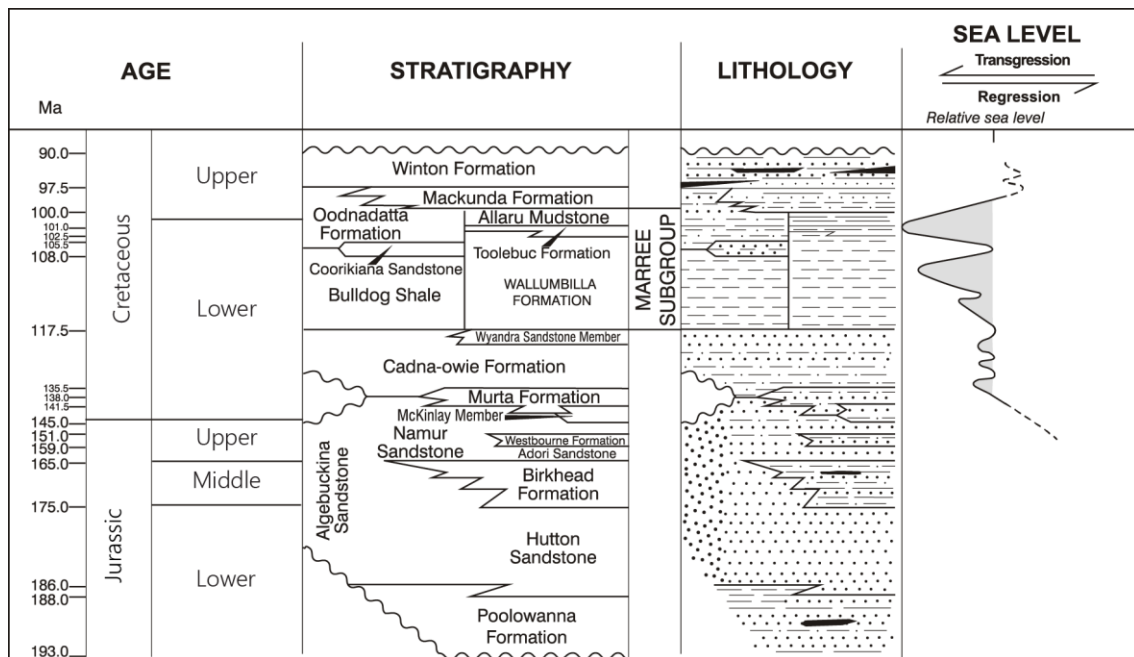 AGE
STRATIGRAPHY
LITHOLOGY
SEA LEVEL
Transgression
Regression
Relative sea level
Ma
90.0
97.5
100.0
101.0
102.5
105.5
108.0
117.5
135.5
138.0
141.5
145.0
151.0
159.0
165.0
175.0
186.0
188.0
193.0
Cretaceous
Jurassic
Upper
Lower
Upper
Middle
Lower
Winton Formation
Mackunda Formation
Oodnadatta
Formation
Allaru Mudstone
Toolebuc Formation
Coorikiana Sandstone
Bulldog Shale
WALLUMBILLA
FORMATION
MARREE
SUBGROUP
Wyandra Sandstone Member
Cadna-owie Formation
Murta Formation
McKinlay Member
Namur
Sandstone
Westbourne Formation
Adori Sandstone
Algebuckina
Sandstone
Birkhead
Formation
Hutton
Sandstone
Poolowanna
Formation